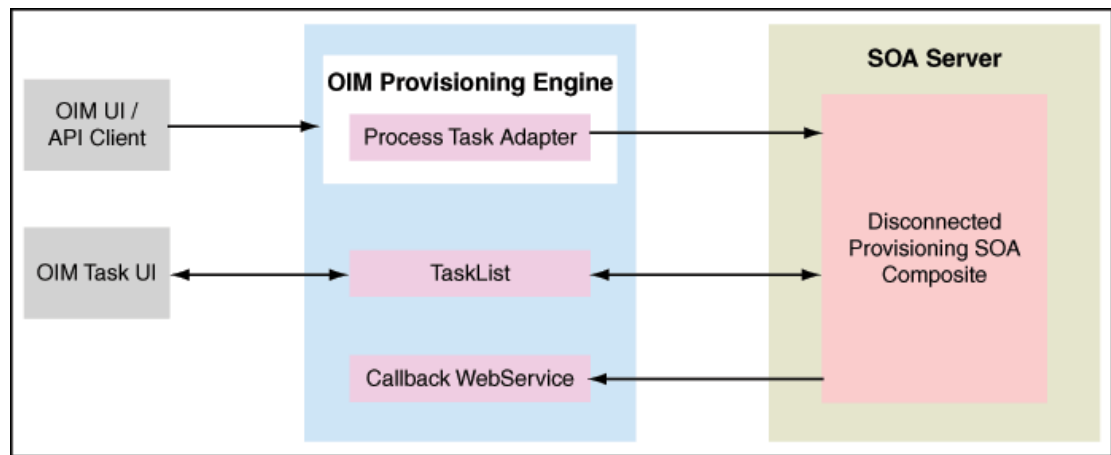 SOA Server
OIM Provisioning Engine
OIM UI /
API Client
Process Task Adapter
Disconnected
Provisioning SOA
Composite
OIM Task UI
TaskList
Callback WebService